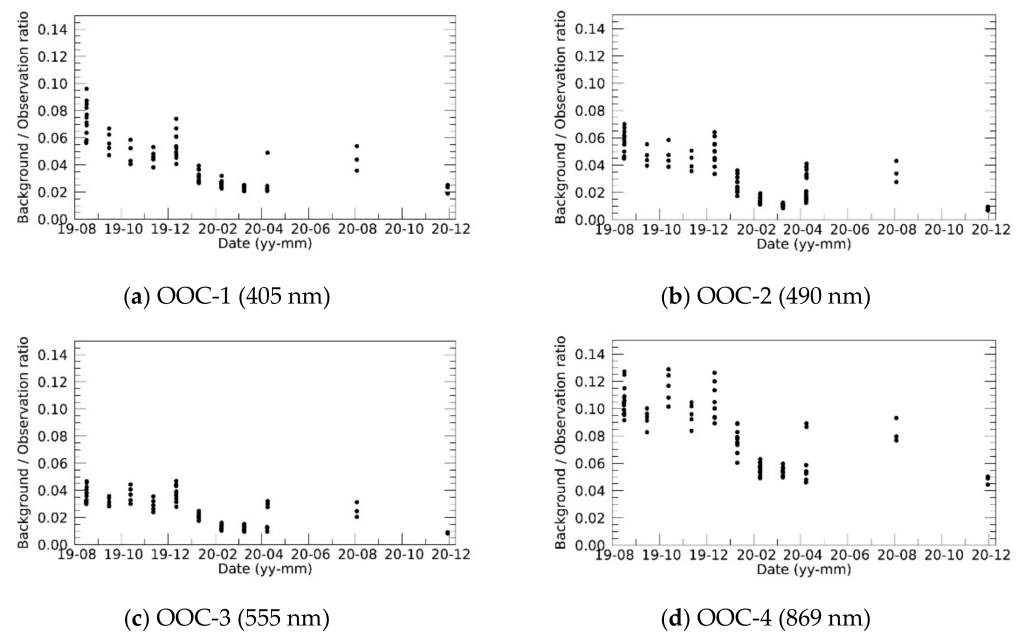 Background / Observation ratio
0.14
0.12
0.10
0.08
0.06
0.04
0.02
0.00
19-08 19-10 19-12 20-02 20-04 20-06 20-08 20-10 20-12
Date (yy-mm)
(a) OOC-1 (405 nm)
Background / Observation ratio
0.14
0.12
0.10
0.08
0.06
0.04
0.02
0.00
19-08 19-10 19-12 20-02 20-04 20-06 20-08 20-10 20-12
Date (yy-mm)
(b) OOC-2 (490 nm)
Background / Observation ratio
0.14
0.12
0.10
0.08
0.06
0.04
0.02
0.00
19-08 19-10 19-12 20-02 20-04 20-06 20-08 20-10 20-12
Date (yy-mm)
(c) OOC-3 (555 nm)
Background / Observation ratio
0.14
0.12
0.10
0.08
0.06
0.04
0.02
0.00
19-08 19-10 19-12 20-02 20-04 20-06 20-08 20-10 20-12
Date (yy-mm)
(d) OOC-4 (869 nm)